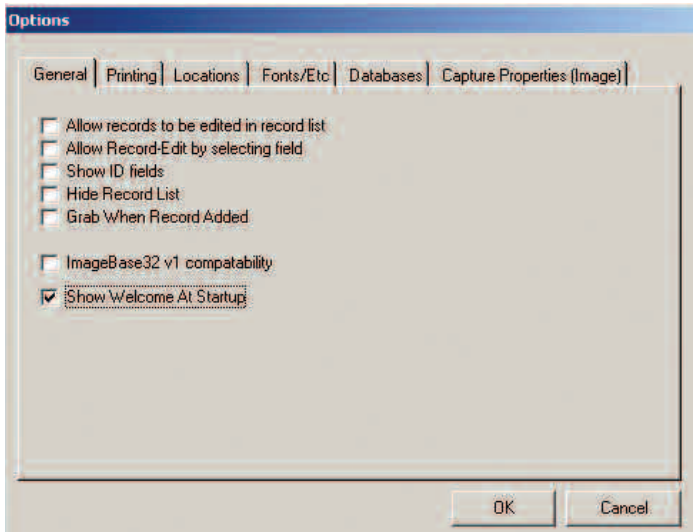 Options
General Printing Locations Fonts/Etc Databases Capture Properties (Image)
Allow records to be edited in record list
Allow Record-Edit by selecting field
Show ID fields
Hide Record List
Grab When Record Added
ImageBase32 v1 compatability
Show Welcome At Startup
OK Cancel